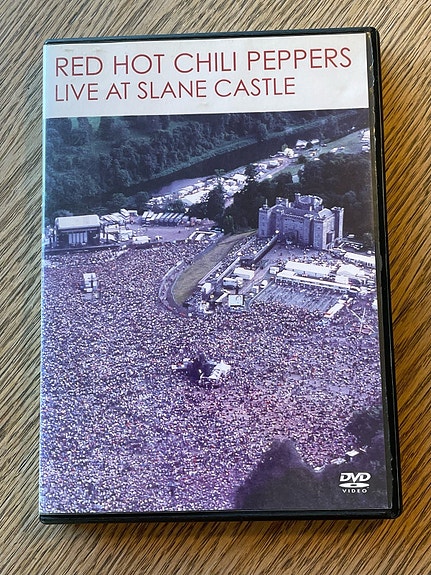 RED HOT CHILI PEPPERS
LIVE AT SLANE CASTLE
DVD
VIDEO